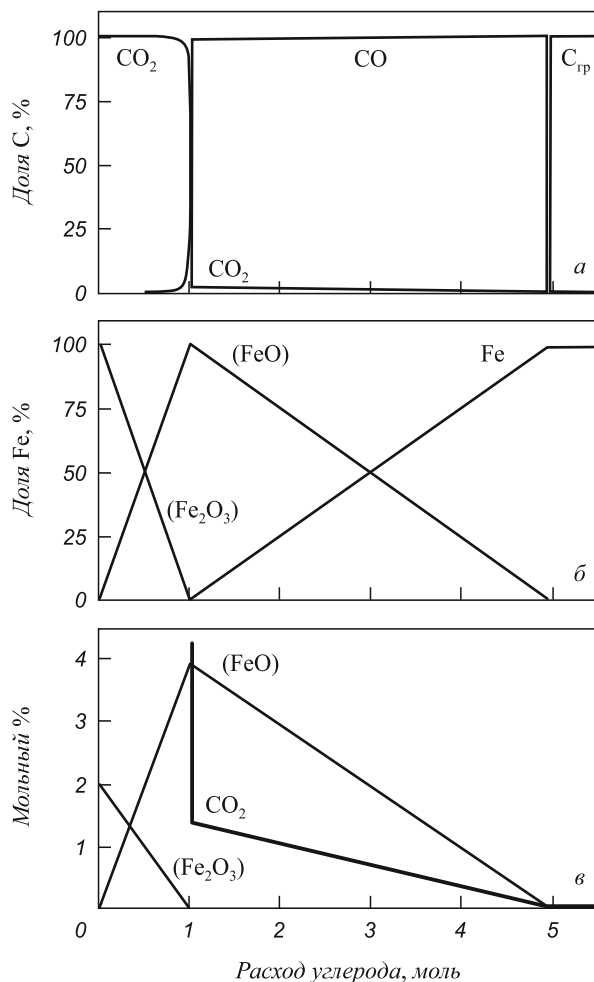 Доля C, %
100
75
50
25
0
CO₂
CO
Cгр
CO₂
а
Доля Fe, %
100
75
50
25
0
(FeO)
Fe
(Fe₂O₃)
б
Мольный %
4
3
2
1
0
(FeO)
CO₂
(Fe₂O₃)
в
1 2 3 4 5
Расход углерода, моль